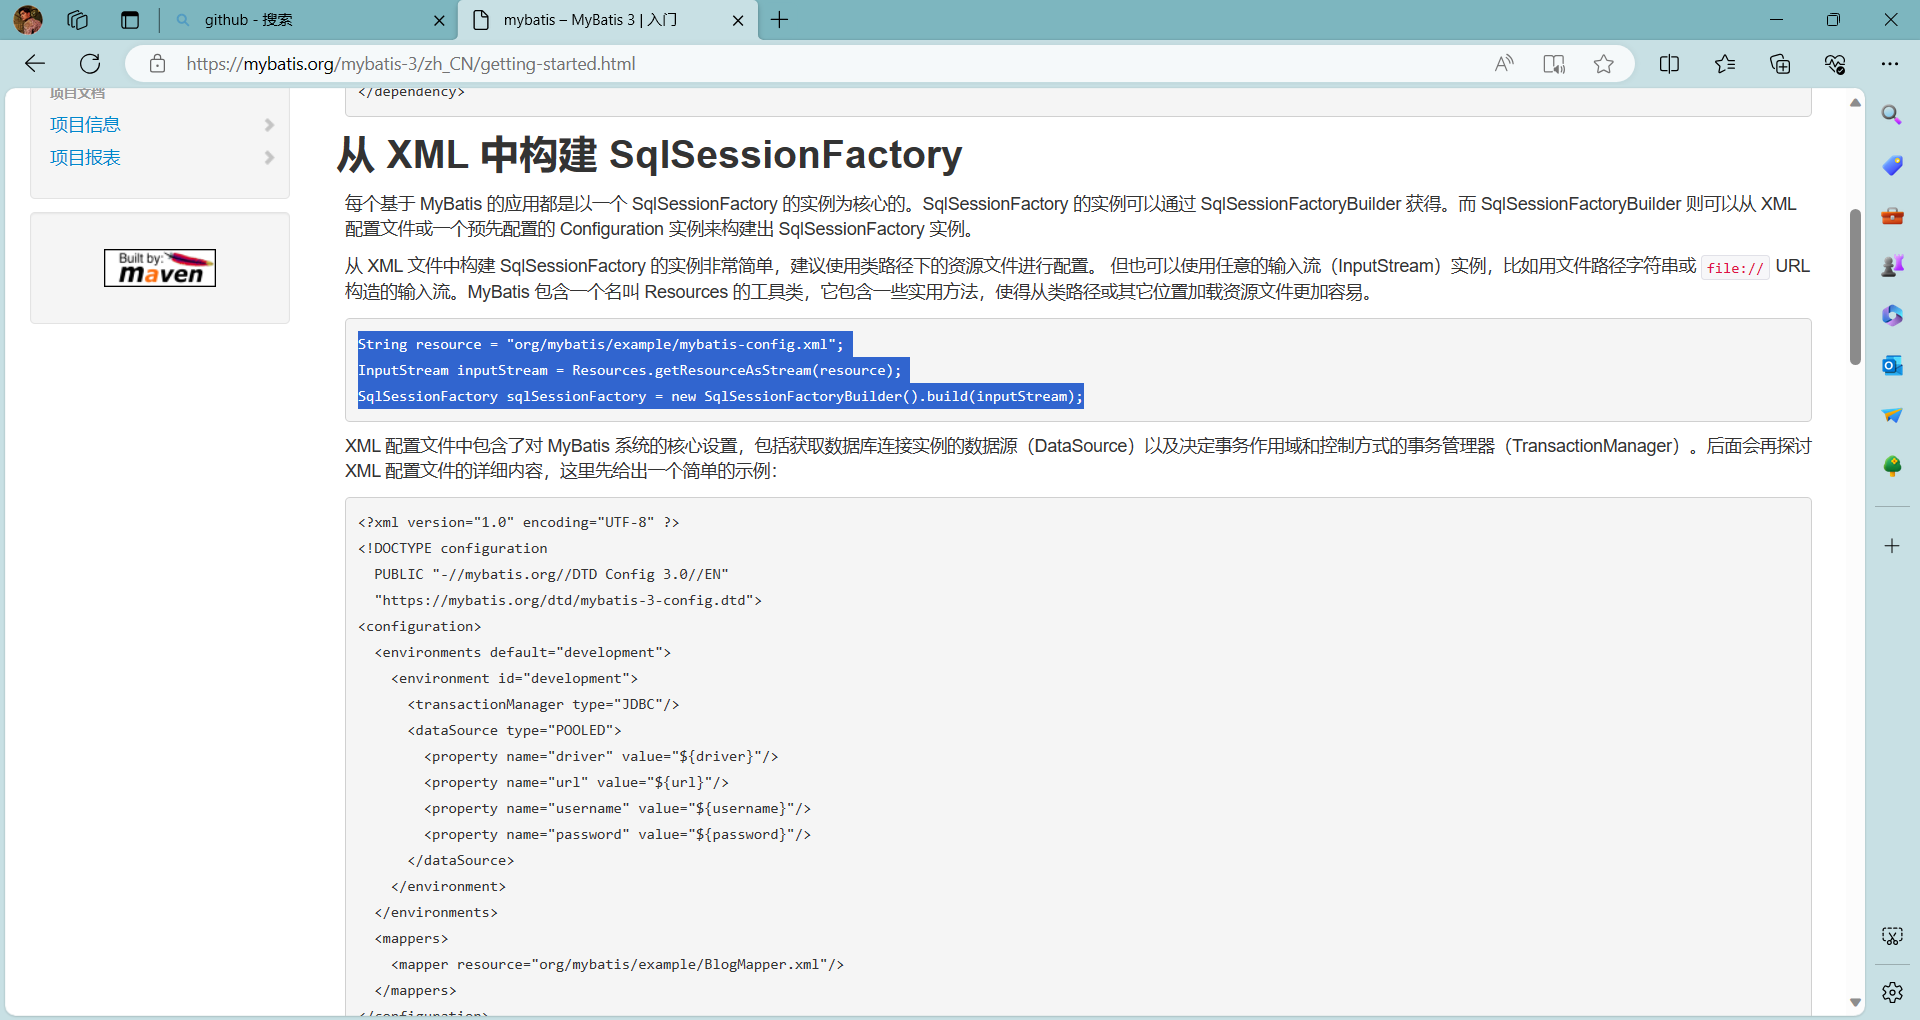 github - 搜索
mybatis – MyBatis 3 | 入门
https://mybatis.org/mybatis-3/zh_CN/getting-started.html
项目文档
项目信息
项目报表
Built by:
maven
</dependency>
从 XML 中构建 SqlSessionFactory
每个基于 MyBatis 的应用都是以一个 SqlSessionFactory 的实例为核心的。SqlSessionFactory 的实例可以通过 SqlSessionFactoryBuilder 获得。而 SqlSessionFactoryBuilder 则可以从 XML
配置文件或一个预先配置的 Configuration 实例来构建出 SqlSessionFactory 实例。
从 XML 文件中构建 SqlSessionFactory 的实例非常简单，建议使用类路径下的资源文件进行配置。 但也可以使用任意的输入流（InputStream）实例，比如用文件路径字符串或 file:// URL
构造的输入流。MyBatis 包含一个名叫 Resources 的工具类，它包含一些实用方法，使得从类路径或其它位置加载资源文件更加容易。
String resource = "org/mybatis/example/mybatis-config.xml";
InputStream inputStream = Resources.getResourceAsStream(resource);
SqlSessionFactory sqlSessionFactory = new SqlSessionFactoryBuilder().build(inputStream);
XML 配置文件中包含了对 MyBatis 系统的核心设置，包括获取数据库连接实例的数据源（DataSource）以及决定事务作用域和控制方式的事务管理器（TransactionManager）。后面会再探讨
XML 配置文件的详细内容，这里先给出一个简单的示例：
<?xml version="1.0" encoding="UTF-8" ?>
<!DOCTYPE configuration
PUBLIC "-//mybatis.org//DTD Config 3.0//EN"
"https://mybatis.org/dtd/mybatis-3-config.dtd">
<configuration>
<environments default="development">
<environment id="development">
<transactionManager type="JDBC"/>
<dataSource type="POOLED">
<property name="driver" value="${driver}"/>
<property name="url" value="${url}"/>
<property name="username" value="${username}"/>
<property name="password" value="${password}"/>
</dataSource>
</environment>
</environments>
<mappers>
<mapper resource="org/mybatis/example/BlogMapper.xml"/>
</mappers>
</configuration>